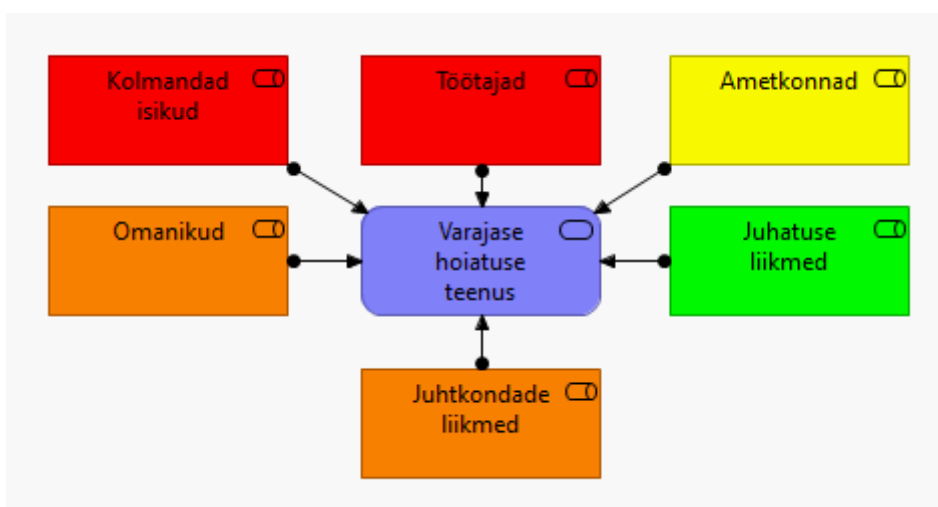 Kolmandad
isikud
Töötajad
Ametkonnad
Omanikud
Varajase
hoiatuse
teenus
Juhatuse
liikmed
Juhtkondade
liikmed